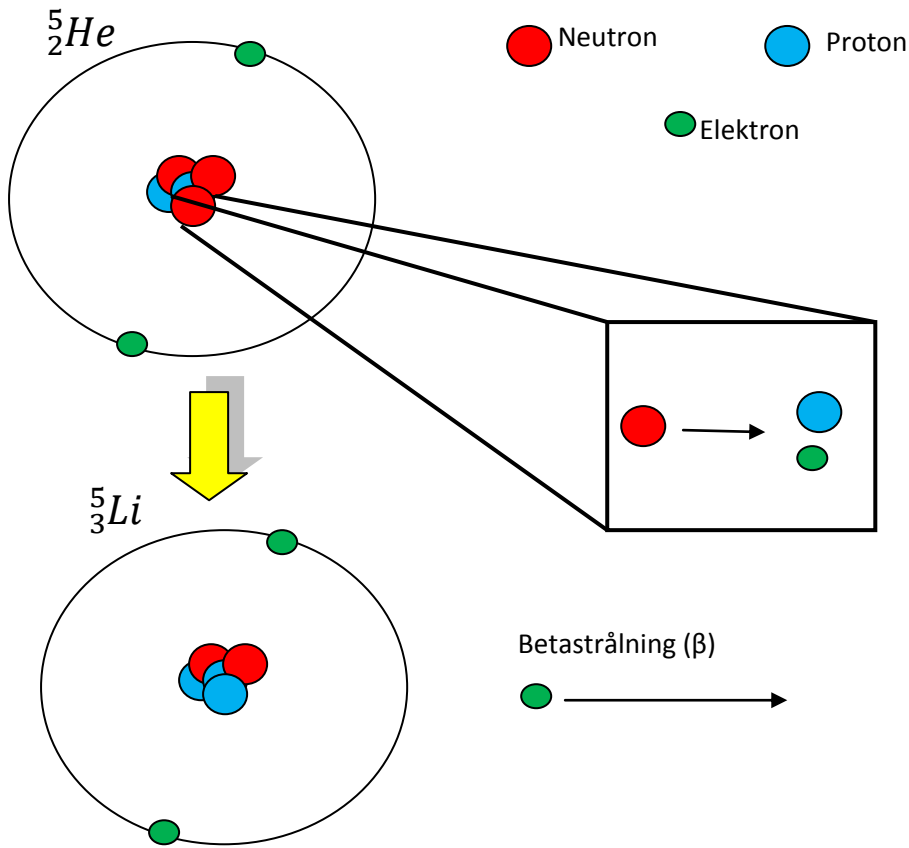 ⁵₂He
Neutron
Proton
Elektron
⁵₃Li
Betastrålning (β)